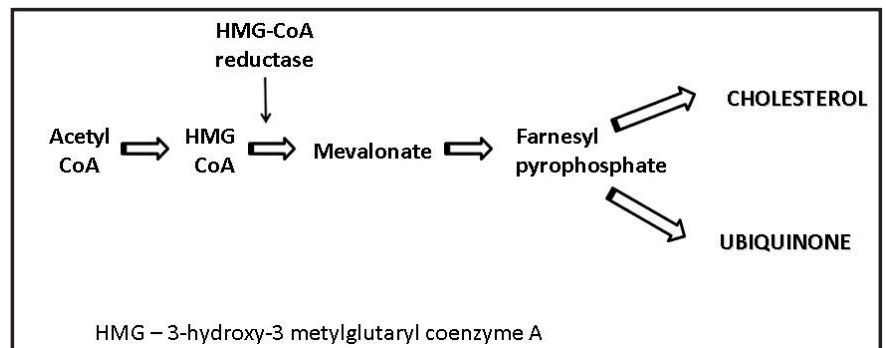 HMG-CoA
reductase
CHOLESTEROL
Acetyl
CoA
HMG
CoA
Mevalonate
Farnesyl
pyrophosphate
UBIQUINONE
HMG – 3-hydroxy-3 metylglutaryl coenzyme A